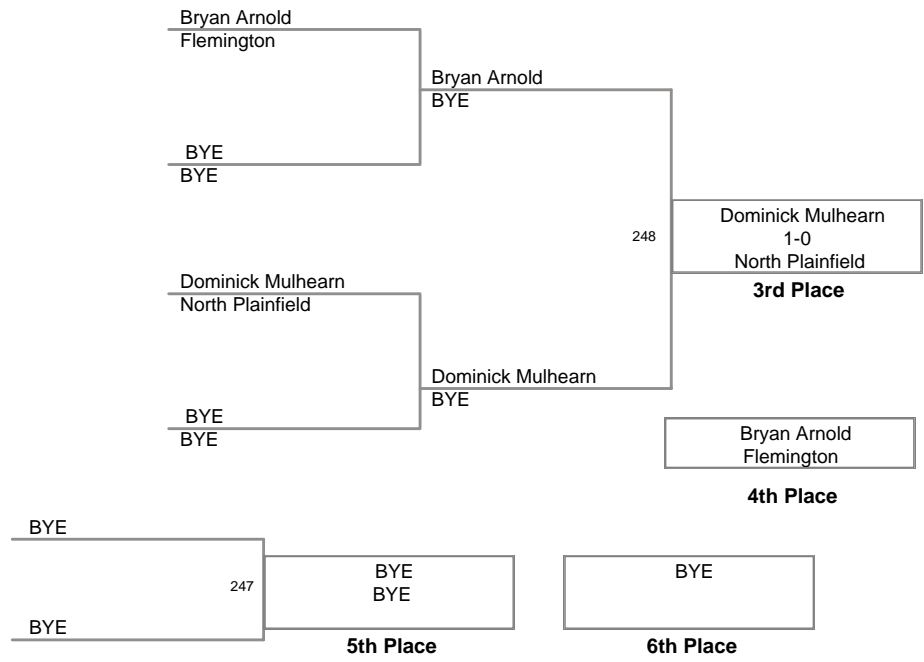 Bryan Arnold
Flemington
Bryan Arnold
BYE
BYE
BYE
248
Dominick Mulhearn
1-0
North Plainfield
3rd Place
Dominick Mulhearn
North Plainfield
Dominick Mulhearn
BYE
BYE
BYE
Bryan Arnold
Flemington
4th Place
BYE
247
BYE
BYE
BYE
5th Place
BYE
6th Place